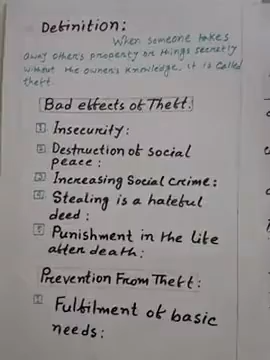 Definition:
When someone takes
away other's property or things secretly
without the owner's knowledge. it is called
theft.
Bad effects of Theft:
1 Insecurity:
2 Destruction of social
peace:
3 Increasing Social crime:
4 Stealing is a hateful
deed:
5 Punishment in the life
after death:
Prevention From Theft:
1 Fulfilment of basic
needs: